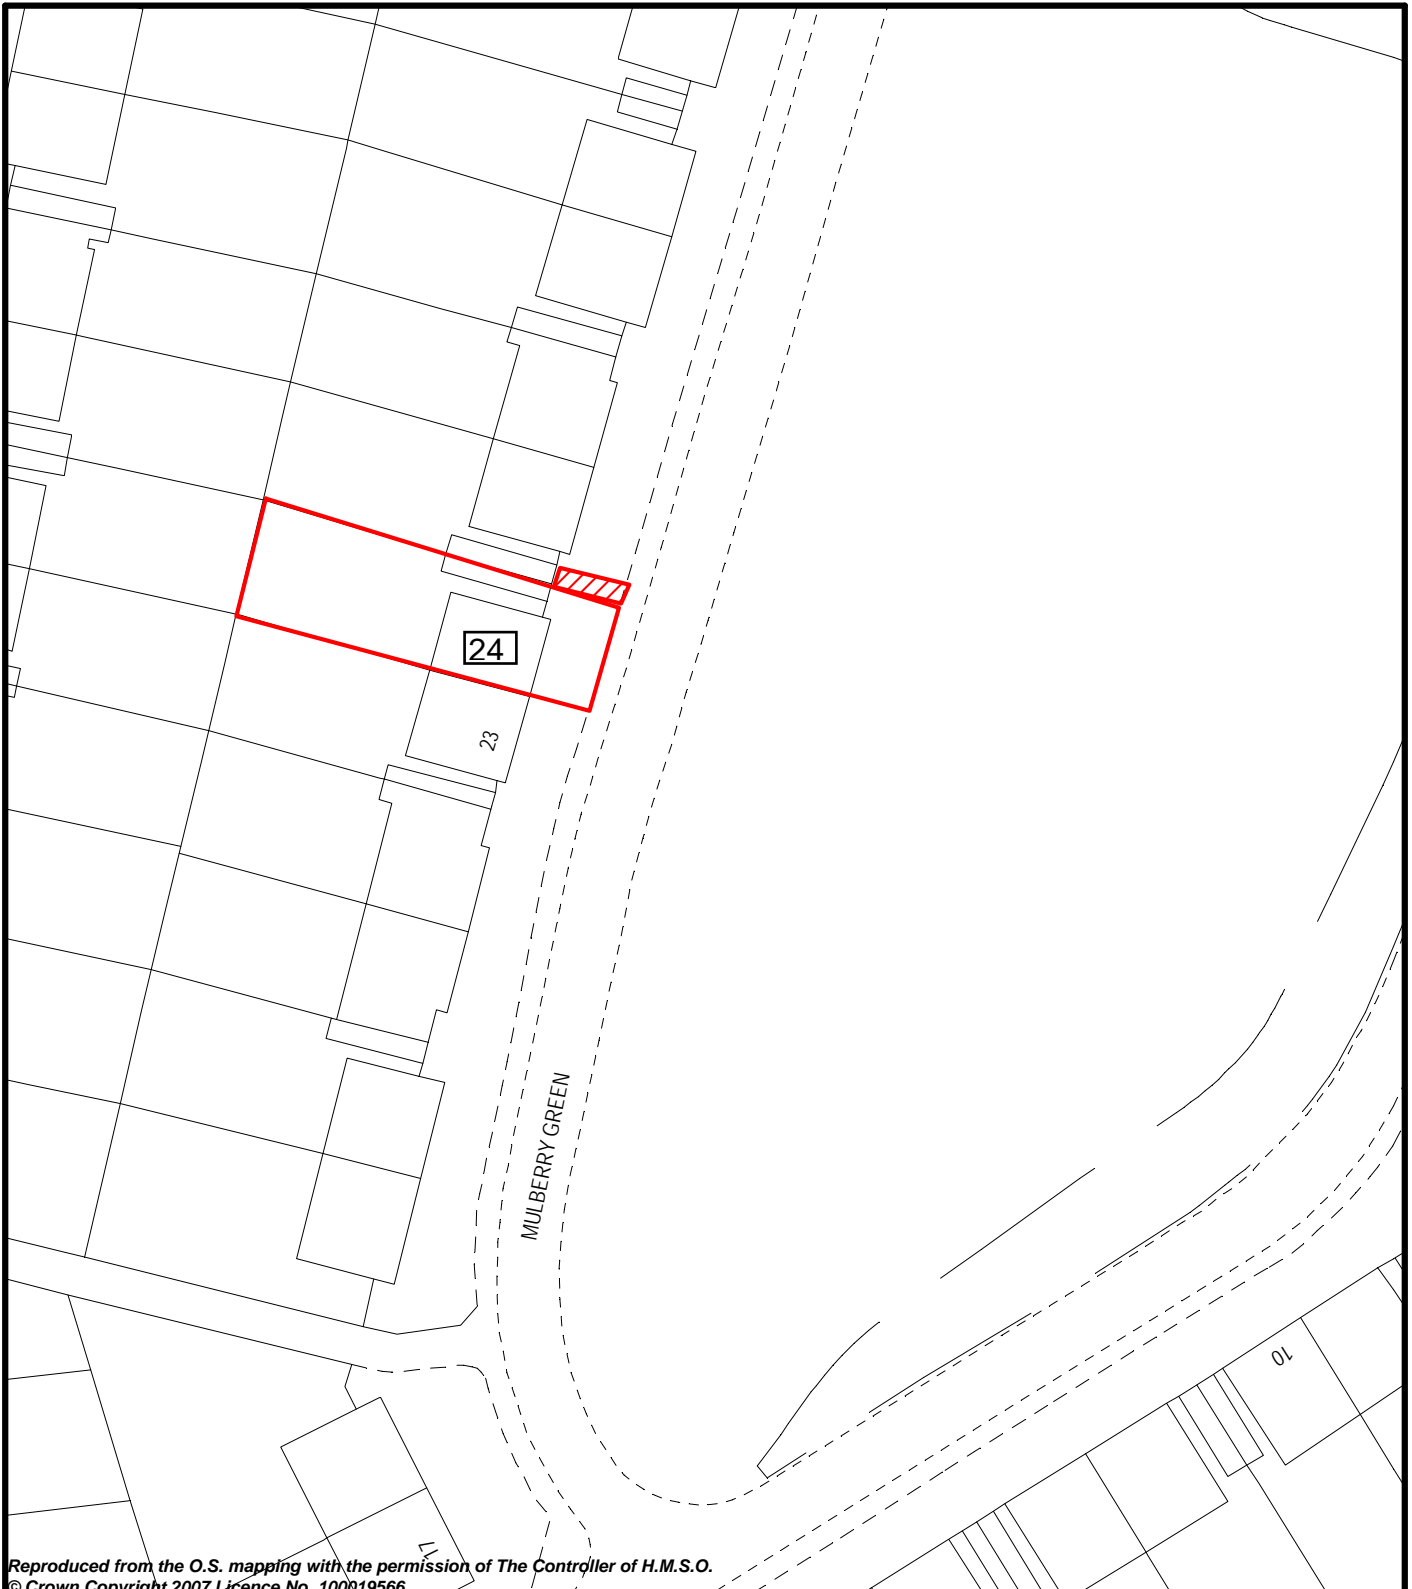 24
23
MULBERRY GREEN
10
17
Reproduced from the O.S. mapping with the permission of The Controller of H.M.S.O.
© Crown Copyright 2007 Licence No. 100019566